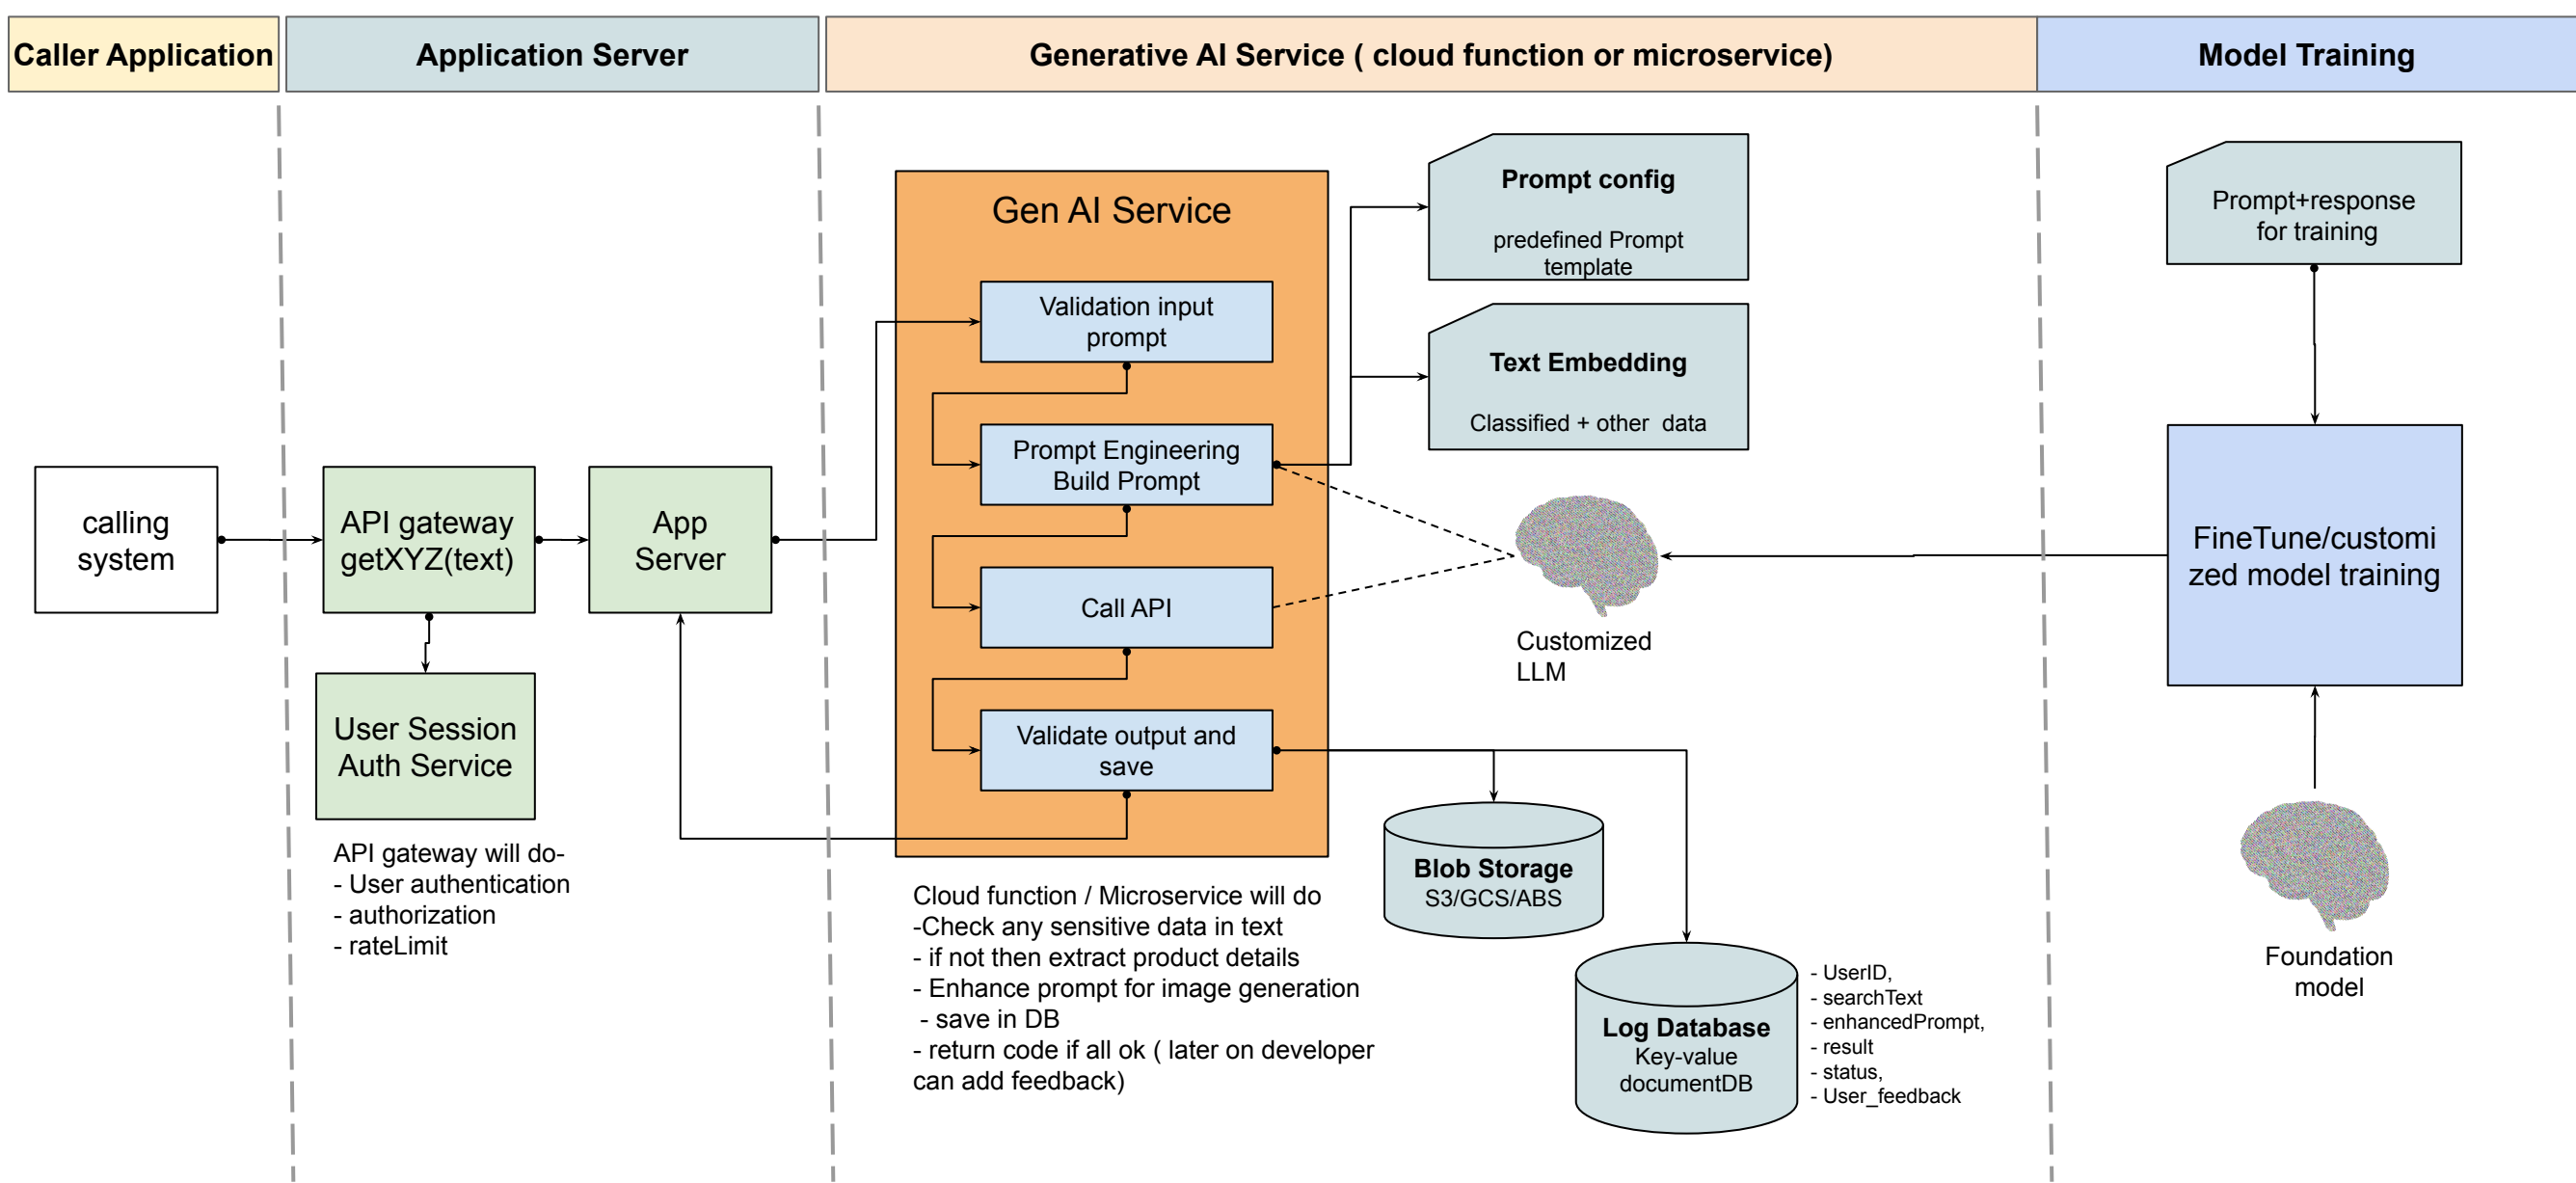 Caller Application
Application Server
Generative AI Service ( cloud function or microservice)
Model Training
calling
system
API gateway
getXYZ(text)
App
Server
User Session
Auth Service
API gateway will do-
- User authentication
- authorization
- rateLimit
Gen AI Service
Validation input
prompt
Prompt Engineering
Build Prompt
Call API
Validate output and
save
Cloud function / Microservice will do
-Check any sensitive data in text
- if not then extract product details
- Enhance prompt for image generation
- save in DB
- return code if all ok ( later on developer
can add feedback)
Prompt config
predefined Prompt
template
Text Embedding
Classified + other data
Customized
LLM
Blob Storage
S3/GCS/ABS
Log Database
Key-value
documentDB
- UserID,
- searchText
- enhancedPrompt,
- result
- status,
- User_feedback
Prompt+response
for training
FineTune/customi
zed model training
Foundation
model